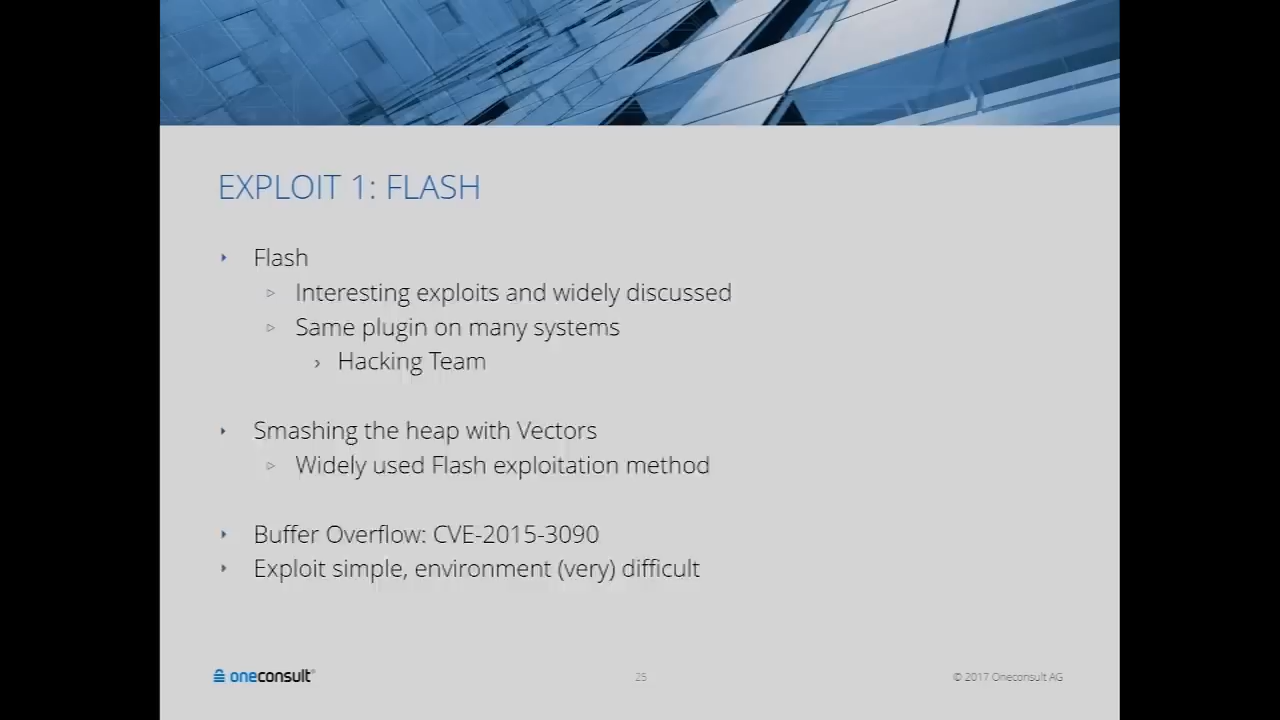 EXPLOIT 1: FLASH
Flash
Interesting exploits and widely discussed
Same plugin on many systems
Hacking Team
Smashing the heap with Vectors
Widely used Flash exploitation method
Buffer Overflow: CVE-2015-3090
Exploit simple, environment (very) difficult
oneconsult®
25
© 2017 Oneconsult AG